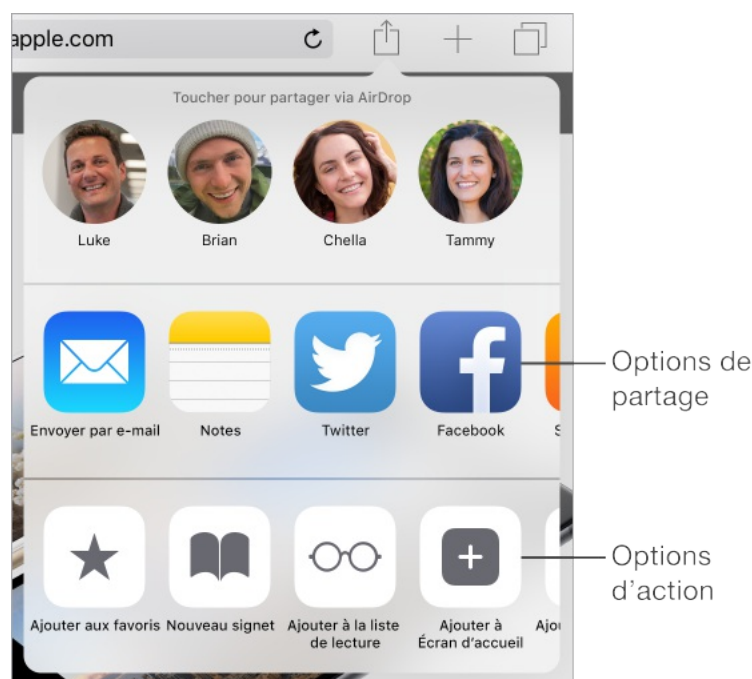 apple.com
Toucher pour partager via AirDrop
Luke Brian Chella Tammy
Options de
partage
Envoyer par e-mail Notes Twitter Facebook S
Options
d'action
Ajouter aux favoris Nouveau signet Ajouter à la liste Ajouter à Ajou
de lecture Écran d'accueil